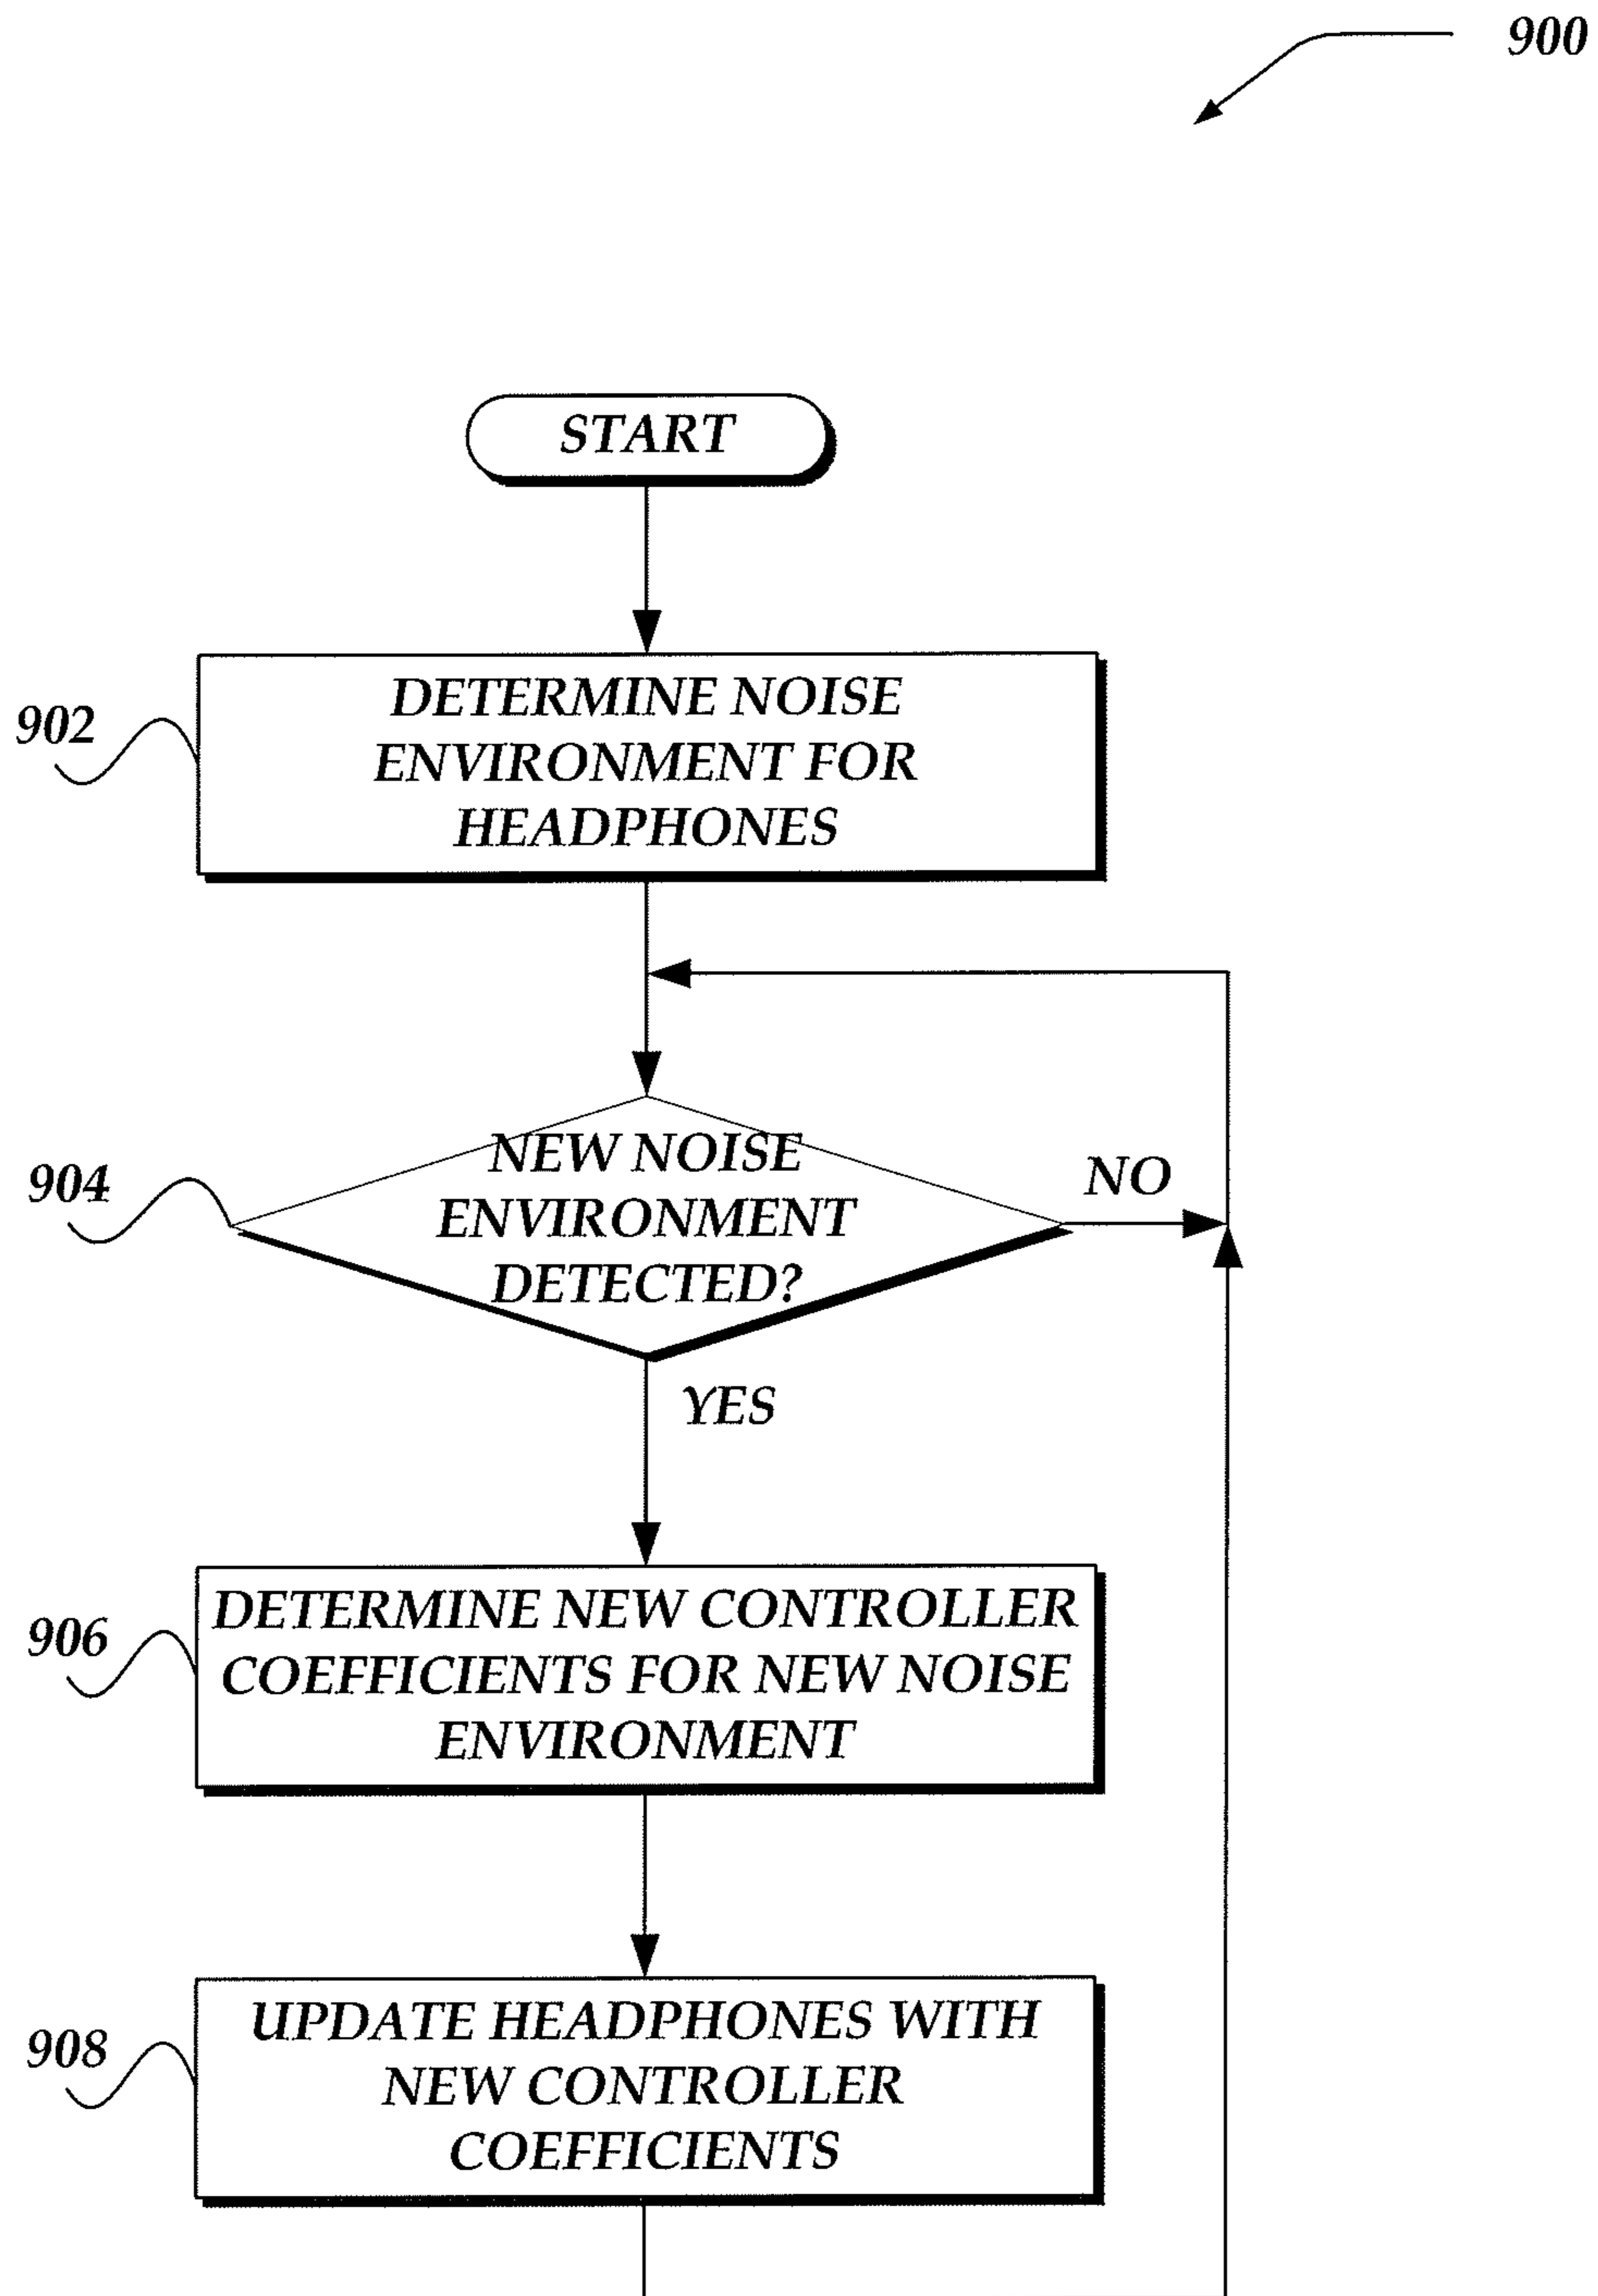 900
START
902
DETERMINE NOISE
ENVIRONMENT FOR
HEADPHONES
904
NEW NOISE
ENVIRONMENT
DETECTED?
NO
YES
906
DETERMINE NEW CONTROLLER
COEFFICIENTS FOR NEW NOISE
ENVIRONMENT
908
UPDATE HEADPHONES WITH
NEW CONTROLLER
COEFFICIENTS